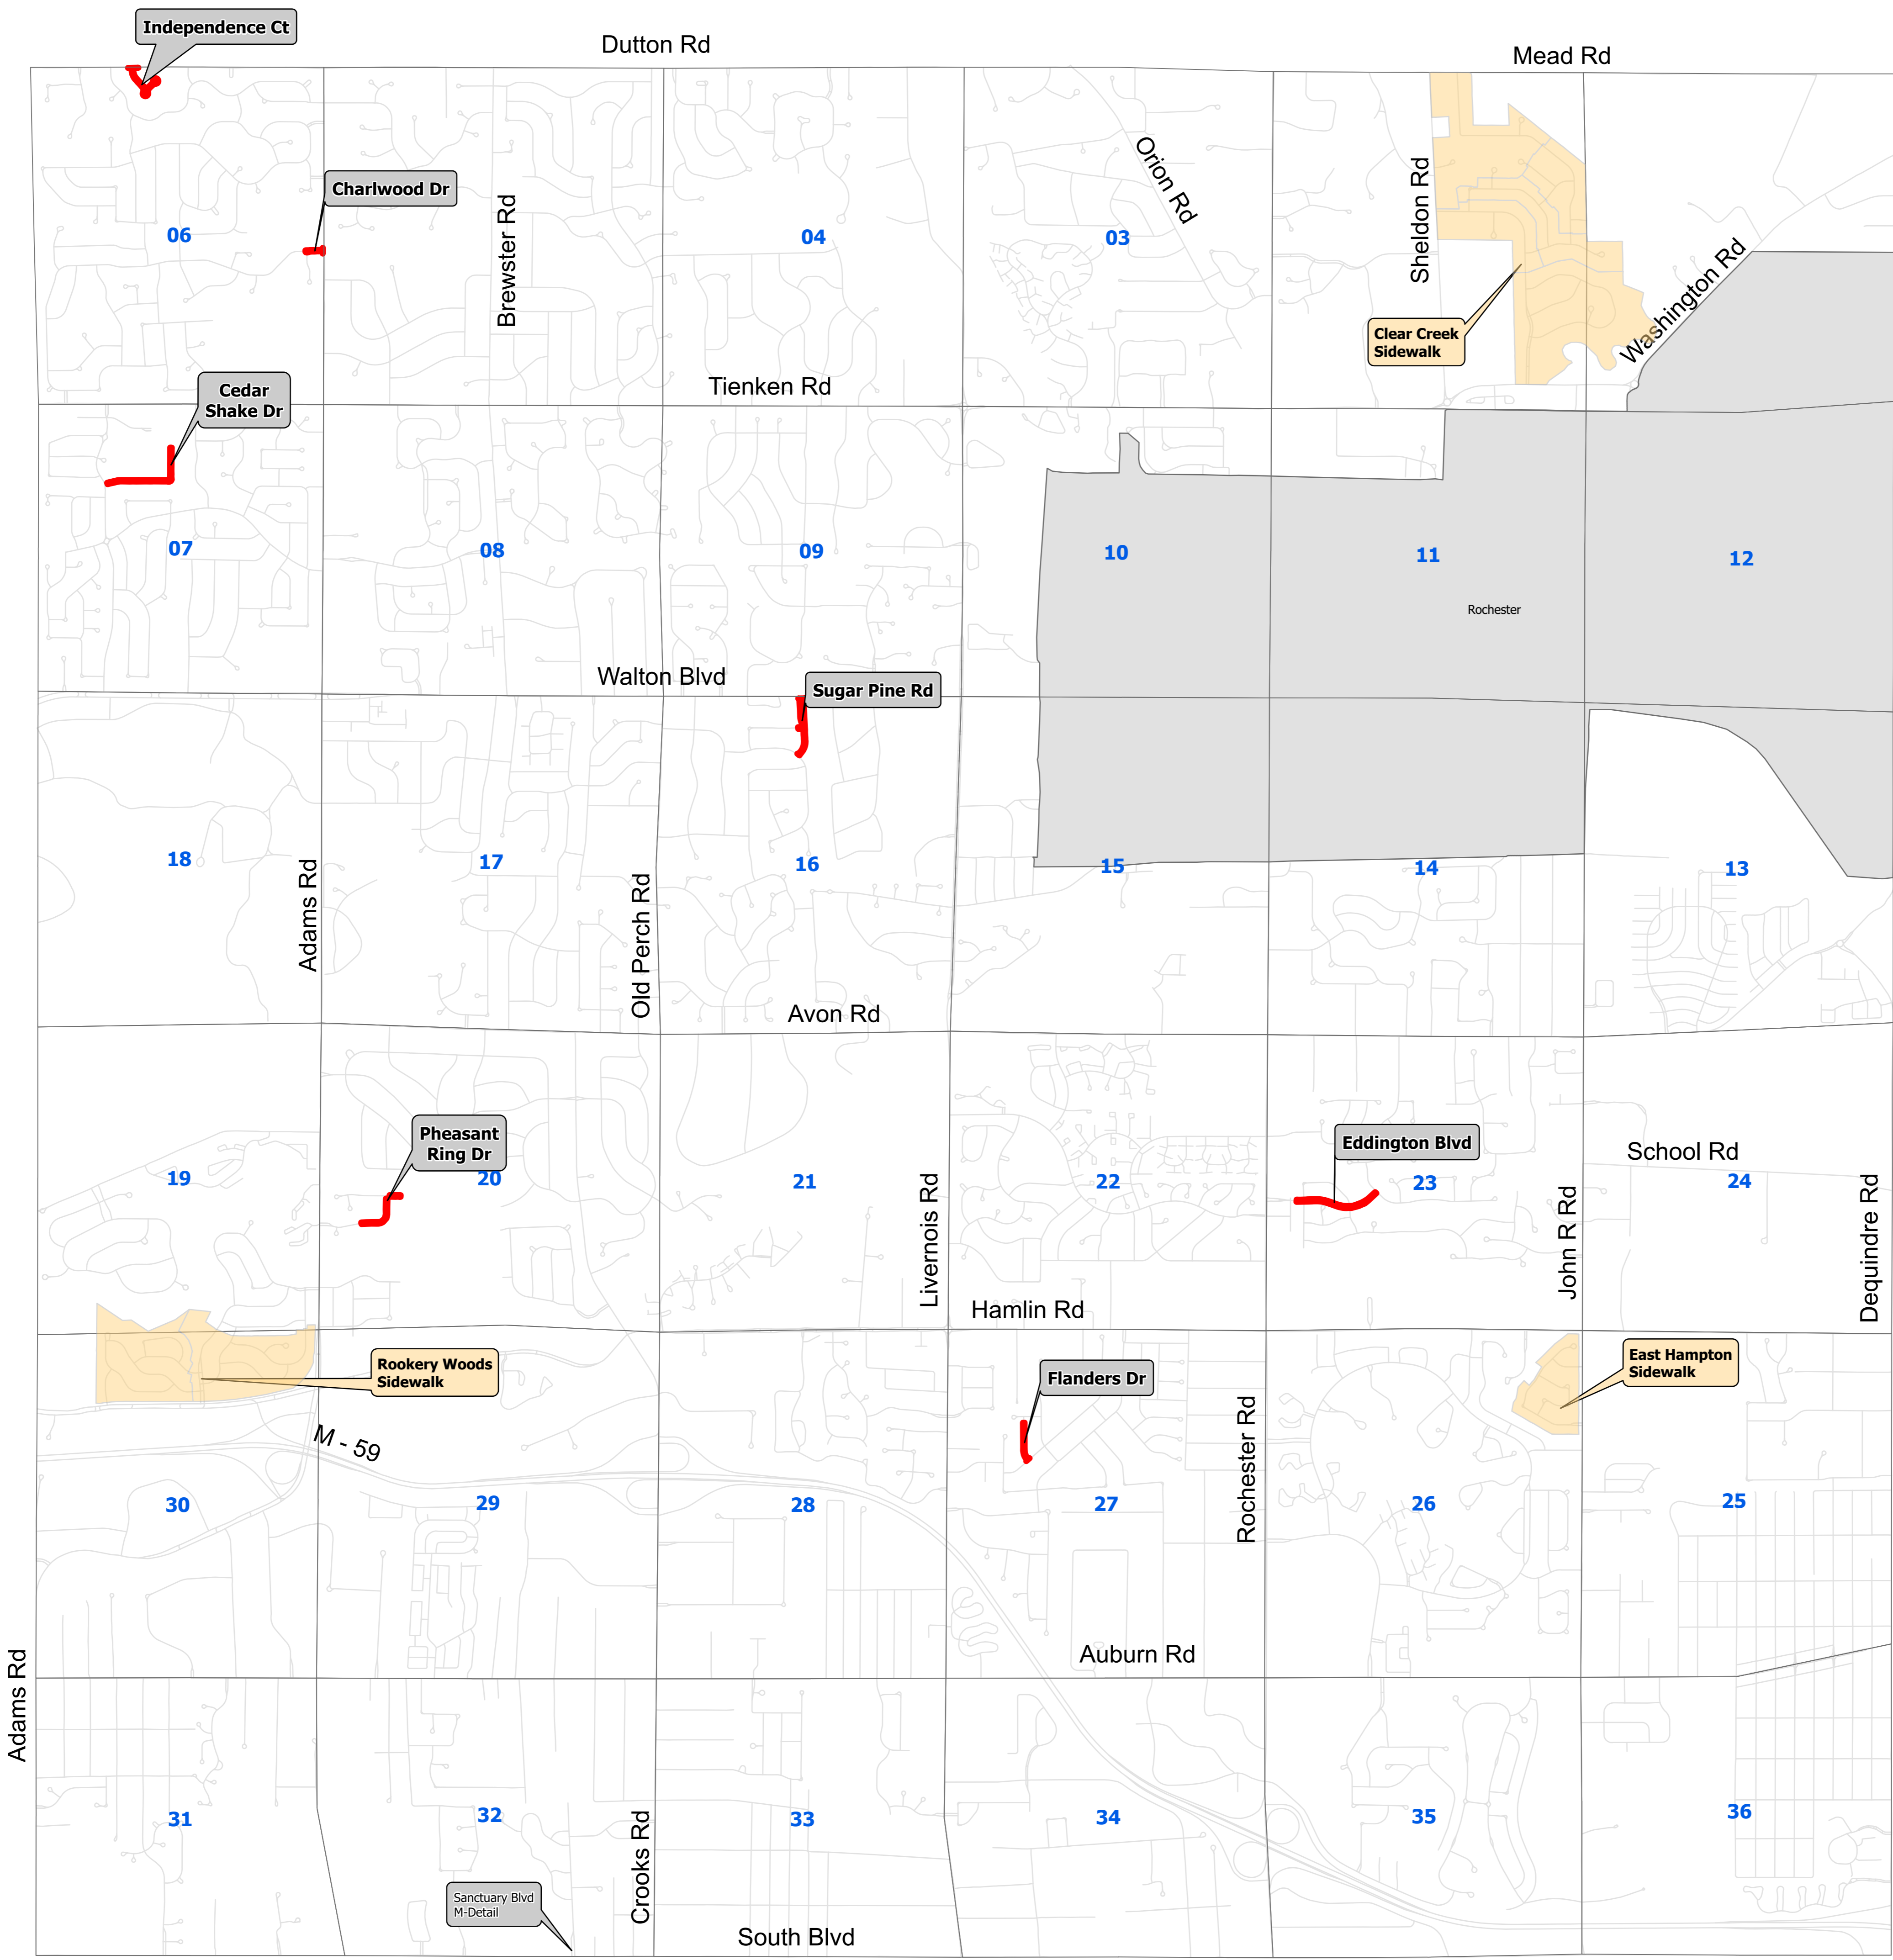 Independence Ct
Dutton Rd
Mead Rd
Orion Rd
Sheldon Rd
Charlwood Dr
Brewster Rd
06
04
03
Washington Rd
Clear Creek
Sidewalk
Cedar
Shake Dr
Tienken Rd
07
08
09
10
11
12
Rochester
Walton Blvd
Sugar Pine Rd
18
17
16
15
14
13
Adams Rd
Old Perch Rd
Avon Rd
Pheasant
Ring Dr
Eddington Blvd
School Rd
19
20
21
22
23
24
Livernois Rd
John R Rd
Dequindre Rd
Hamlin Rd
Rookery Woods
Sidewalk
Flanders Dr
East Hampton
Sidewalk
M - 59
Rochester Rd
30
29
28
27
26
25
Auburn Rd
Adams Rd
31
32
33
34
35
36
Crooks Rd
Sanctuary Blvd
M-Detail
South Blvd